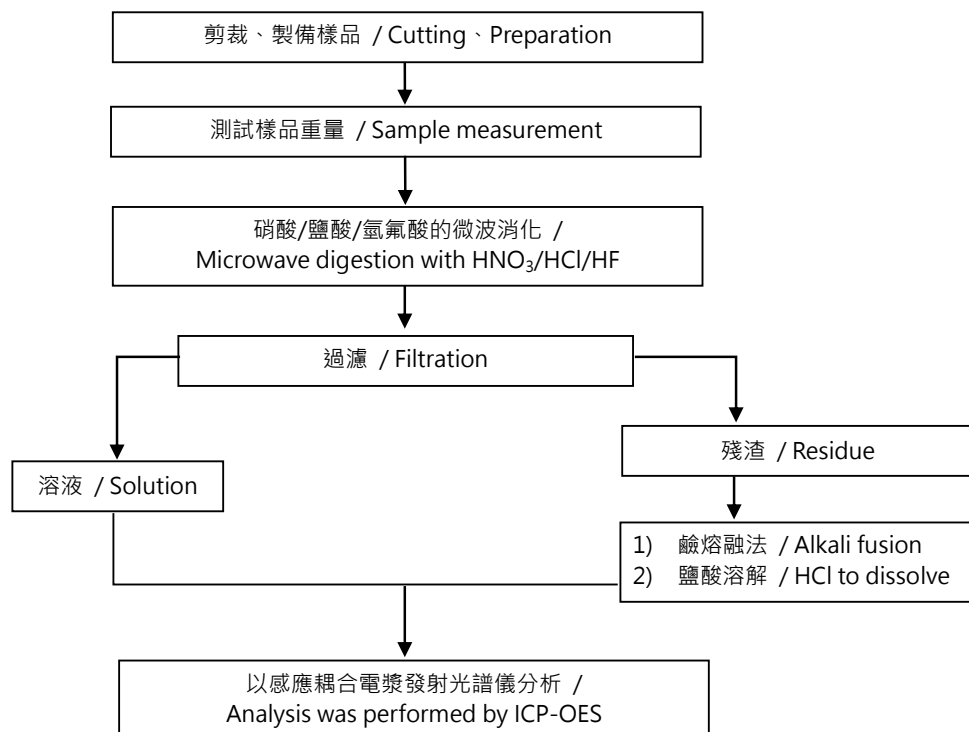 剪裁、製備樣品 / Cutting、Preparation
測試樣品重量 / Sample measurement
硝酸/鹽酸/氫氟酸的微波消化 /
Microwave digestion with HNO₃/HCl/HF
過濾 / Filtration
溶液 / Solution
殘渣 / Residue
1) 鹼熔融法 / Alkali fusion
2) 鹽酸溶解 / HCl to dissolve
以感應耦合電漿發射光譜儀分析 /
Analysis was performed by ICP-OES